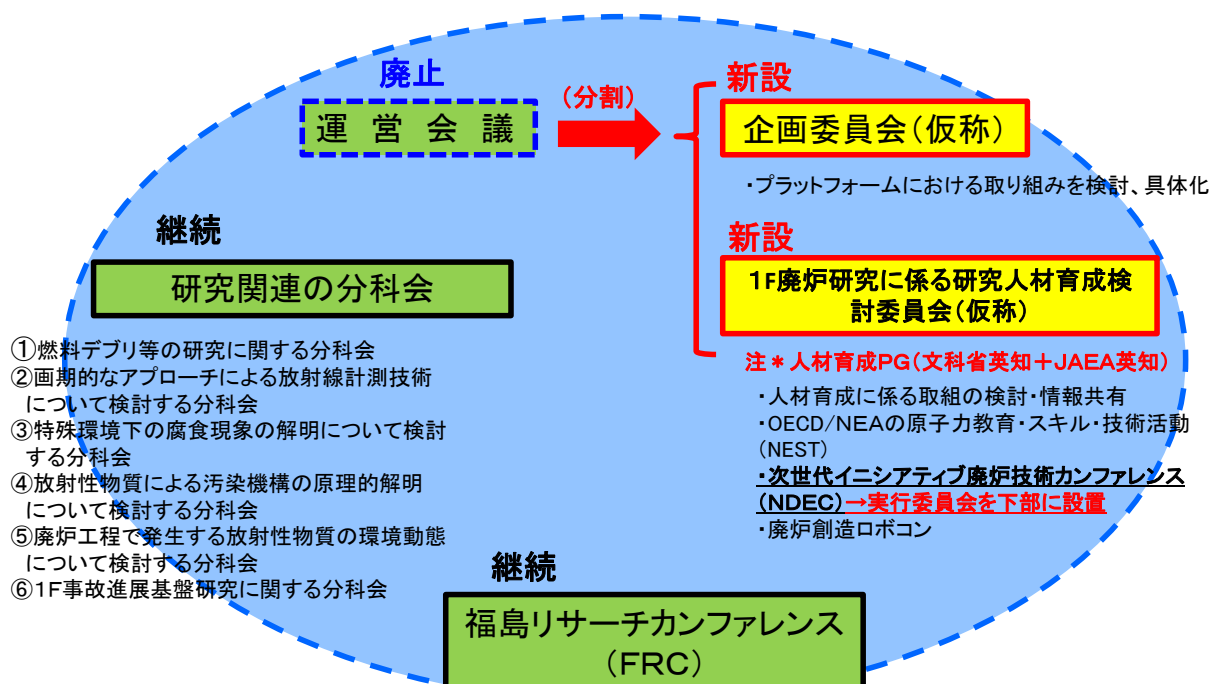 廃止
運 営 会 議
(分割)
新設
企画委員会(仮称)
・プラットフォームにおける取り組みを検討、具体化
新設
1F廃炉研究に係る研究人材育成検
討委員会(仮称)
注*人材育成PG(文科省英知+JAEA英知)
・人材育成に係る取組の検討・情報共有
・OECD/NEAの原子力教育・スキル・技術活動
(NEST)
・次世代イニシアティブ廃炉技術カンファレンス
(NDEC)→実行委員会を下部に設置
・廃炉創造ロボコン
継続
研究関連の分科会
①燃料デブリ等の研究に関する分科会
②画期的なアプローチによる放射線計測技術
について検討する分科会
③特殊環境下の腐食現象の解明について検討
する分科会
④放射性物質による汚染機構の原理的解明
について検討する分科会
⑤廃炉工程で発生する放射性物質の環境動態
について検討する分科会
⑥1F事故進展基盤研究に関する分科会
継続
福島リサーチカンファレンス
(FRC)